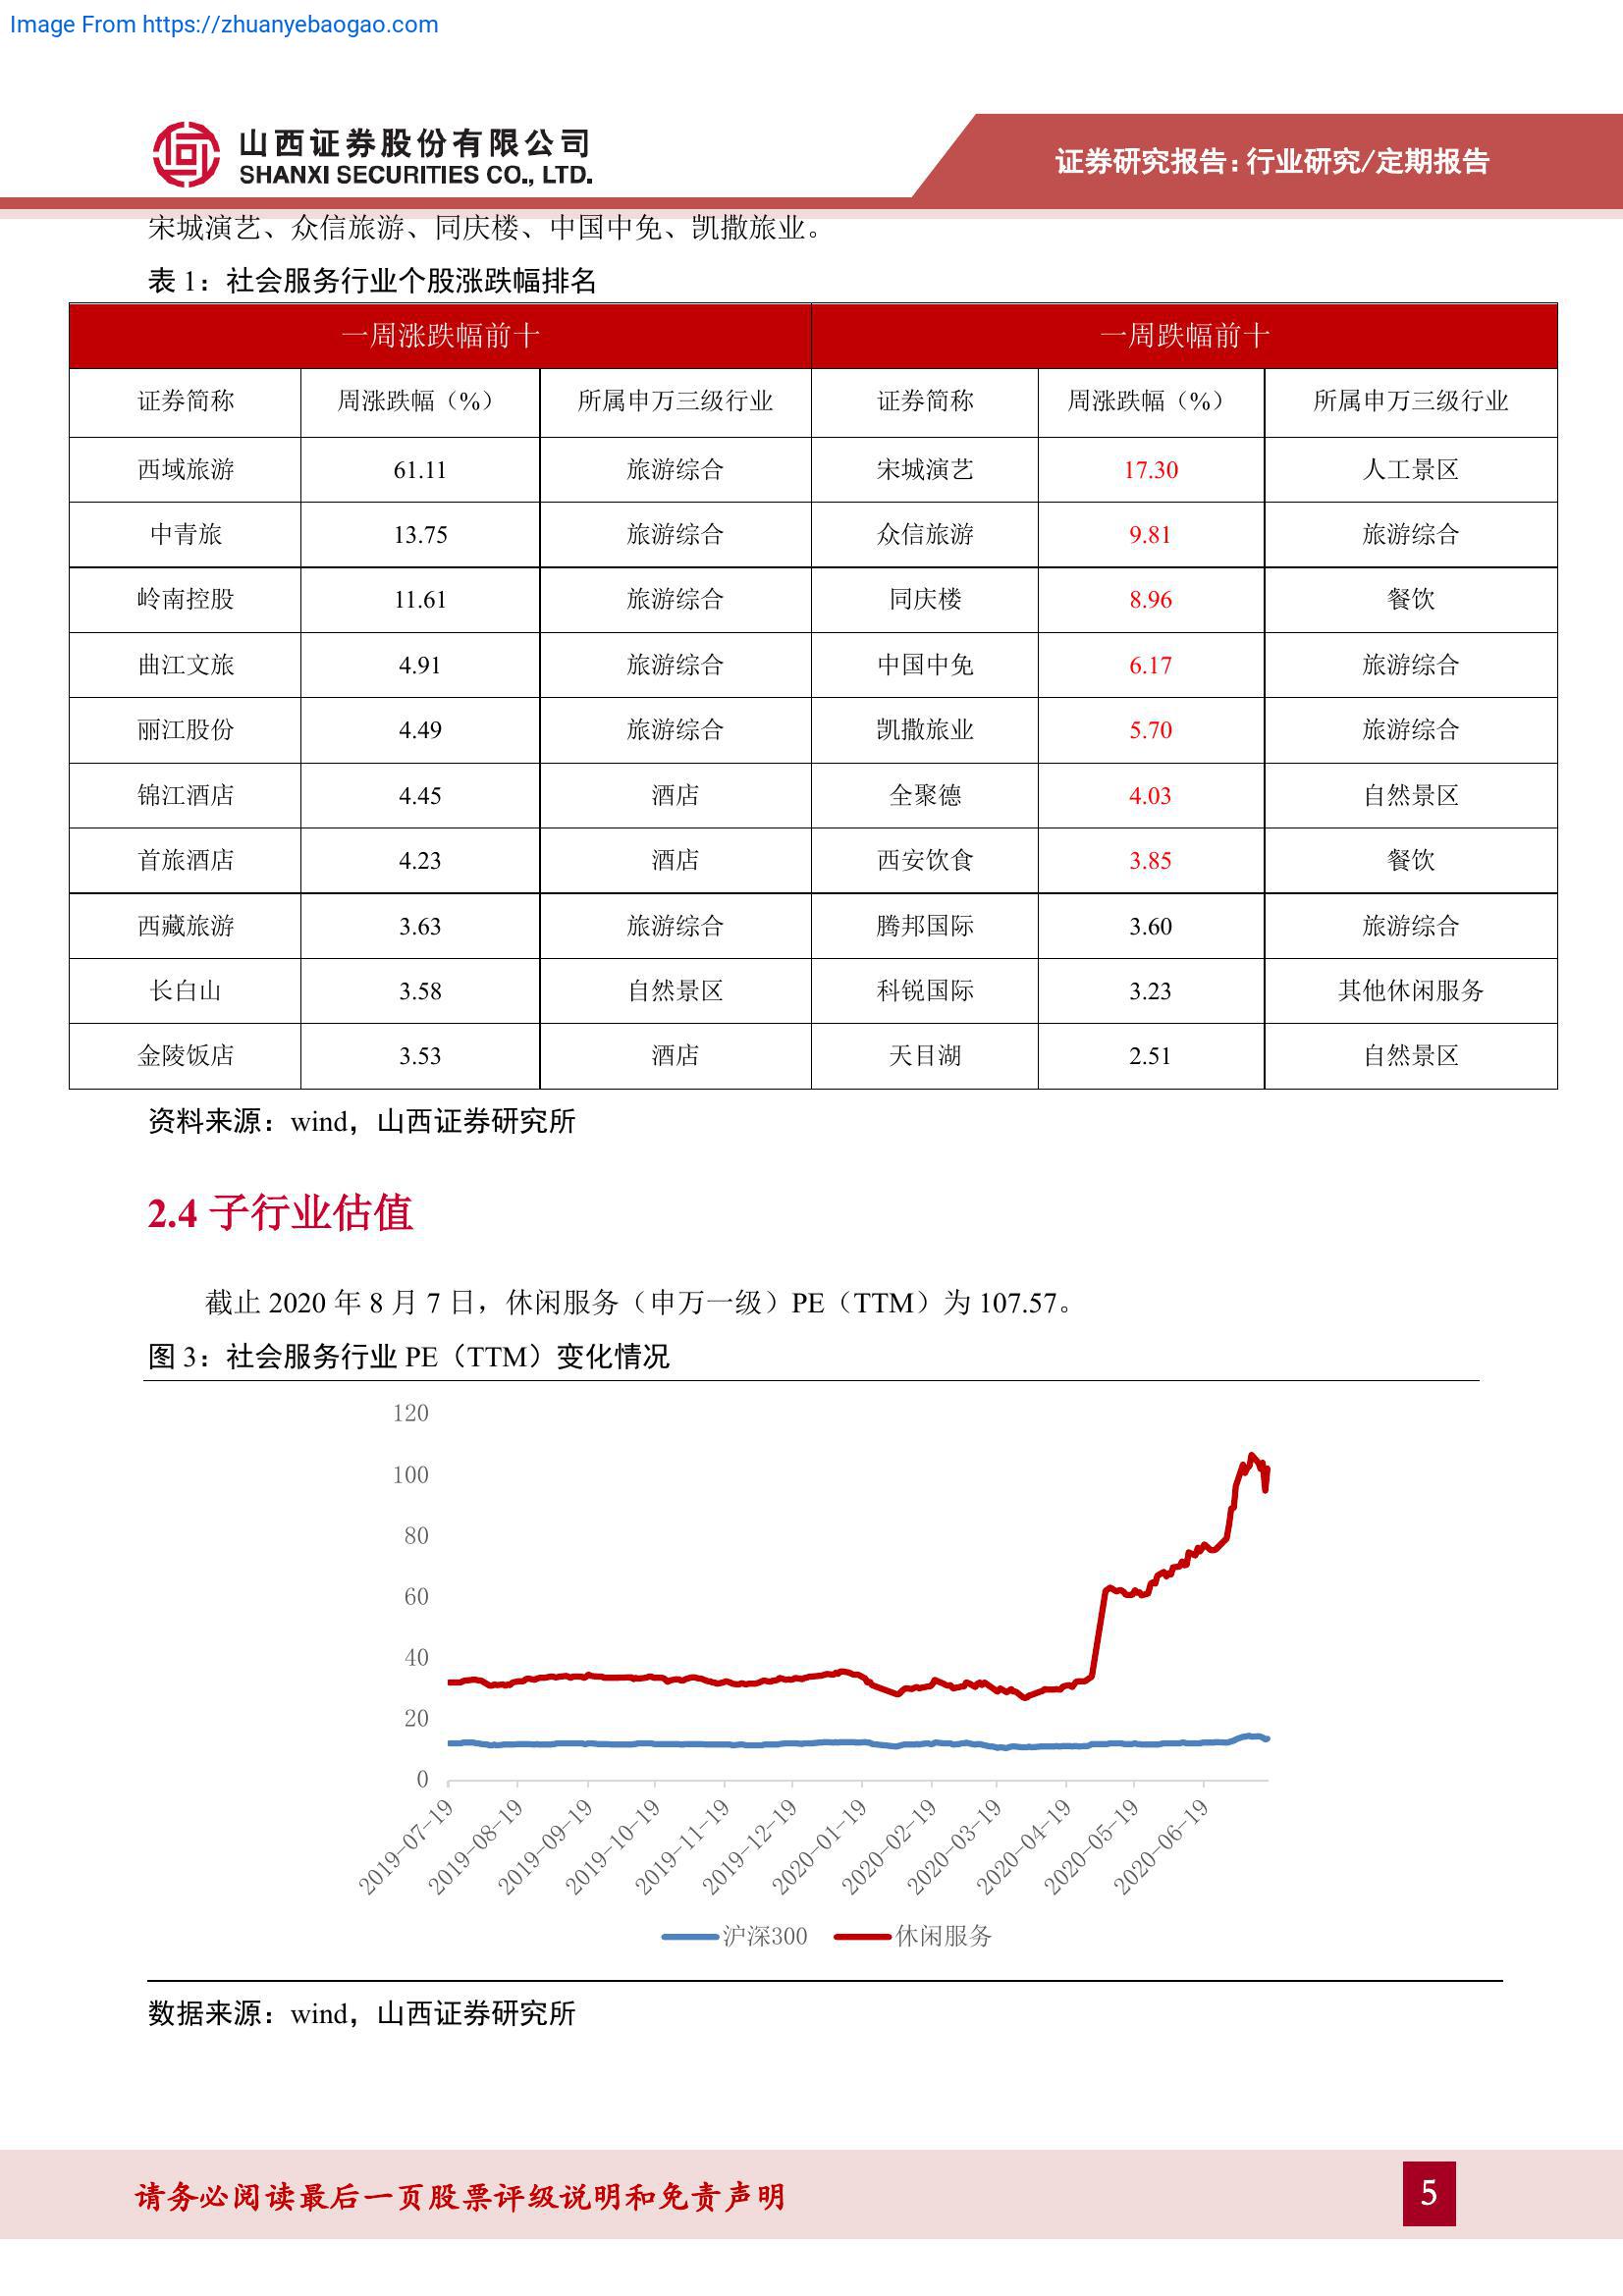 Image From https://zhuanyebaogao.com
山西证券股份有限公司
SHANXI SECURITIES CO., LTD.
证券研究报告：行业研究/定期报告
宋城演艺、众信旅游、同庆楼、中国中免、凯撒旅业。
表 1：社会服务行业个股涨跌幅排名
一周涨跌幅前十 一周跌幅前十
证券简称 周涨跌幅（%） 所属申万三级行业 证券简称 周涨跌幅（%） 所属申万三级行业
西域旅游 61.11 旅游综合 宋城演艺 17.30 人工景区
中青旅 13.75 旅游综合 众信旅游 9.81 旅游综合
岭南控股 11.61 旅游综合 同庆楼 8.96 餐饮
曲江文旅 4.91 旅游综合 中国中免 6.17 旅游综合
丽江股份 4.49 旅游综合 凯撒旅业 5.70 旅游综合
锦江酒店 4.45 酒店 全聚德 4.03 自然景区
首旅酒店 4.23 酒店 西安饮食 3.85 餐饮
西藏旅游 3.63 旅游综合 腾邦国际 3.60 旅游综合
长白山 3.58 自然景区 科锐国际 3.23 其他休闲服务
金陵饭店 3.53 酒店 天目湖 2.51 自然景区
资料来源：wind，山西证券研究所
2.4 子行业估值
截止 2020 年 8 月 7 日，休闲服务（申万一级）PE（TTM）为 107.57。
图 3：社会服务行业 PE（TTM）变化情况
120
100
80
60
40
20
0
2019-07-19 2019-08-19 2019-09-19 2019-10-19 2019-11-19 2019-12-19 2020-01-19 2020-02-19 2020-03-19 2020-04-19 2020-05-19 2020-06-19
沪深300 休闲服务
数据来源：wind，山西证券研究所
请务必阅读最后一页股票评级说明和免责声明
5